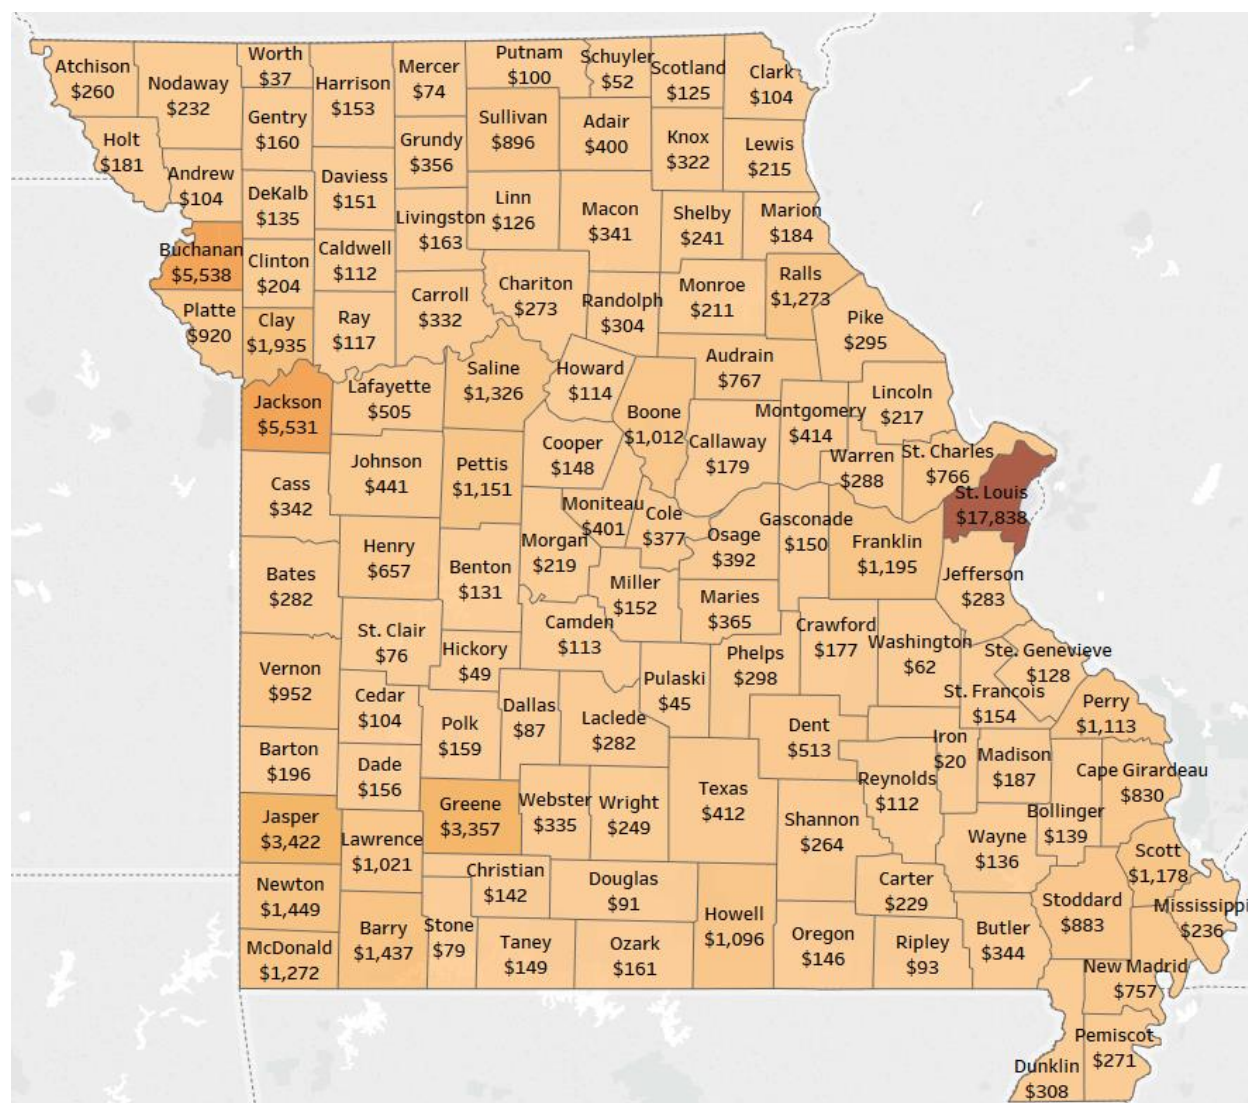 Atchison
$260
Nodaway
$232
Worth
$37
Harrison
$153
Mercer
$74
Putnam
$100
Schuyler
$52
Scotland
$125
Clark
$104
Holt
$181
Gentry
$160
Grundy
$356
Sullivan
$896
Adair
$400
Knox
$322
Lewis
$215
Andrew
$104
DeKalb
$135
Daviess
$151
Livingston
$163
Linn
$126
Macon
$341
Shelby
$241
Marion
$184
Buchanan
$5,538
Clinton
$204
Caldwell
$112
Carroll
$332
Chariton
$273
Randolph
$304
Monroe
$211
Ralls
$1,273
Platte
$920
Clay
$1,935
Ray
$117
Pike
$295
Jackson
$5,531
Lafayette
$505
Saline
$1,326
Howard
$114
Boone
$1,012
Audrain
$767
Callaway
$179
Montgomery
$414
Lincoln
$217
Warren
$288
St. Charles
$766
St. Louis
$17,838
Cass
$342
Johnson
$441
Pettis
$1,151
Cooper
$148
Moniteau
$401
Cole
$377
Osage
$392
Gasconade
$150
Franklin
$1,195
Jefferson
$283
Bates
$282
Henry
$657
Benton
$131
Morgan
$219
Miller
$152
Maries
$365
Camden
$113
Crawford
$177
Washington
$62
Ste. Genevieve
$128
St. Francois
$154
Perry
$1,113
Vernon
$952
St. Clair
$76
Hickory
$49
Pulaski
$45
Phelps
$298
Cedar
$104
Polk
$159
Dallas
$87
Laclede
$282
Dent
$513
Iron
$20
Madison
$187
Cape Girardeau
$830
Barton
$196
Dade
$156
Greene
$3,357
Webster
$335
Wright
$249
Texas
$412
Reynolds
$112
Shannon
$264
Bollinger
$139
Wayne
$136
Scott
$1,178
Jasper
$3,422
Lawrence
$1,021
Christian
$142
Douglas
$91
Howell
$1,096
Carter
$229
Stoddard
$883
Mississippi
$236
Newton
$1,449
Barry
$1,437
Stone
$79
Taney
$149
Ozark
$161
Oregon
$146
Ripley
$93
Butler
$344
New Madrid
$757
McDonald
$1,272
Pemiscot
$271
Dunklin
$308